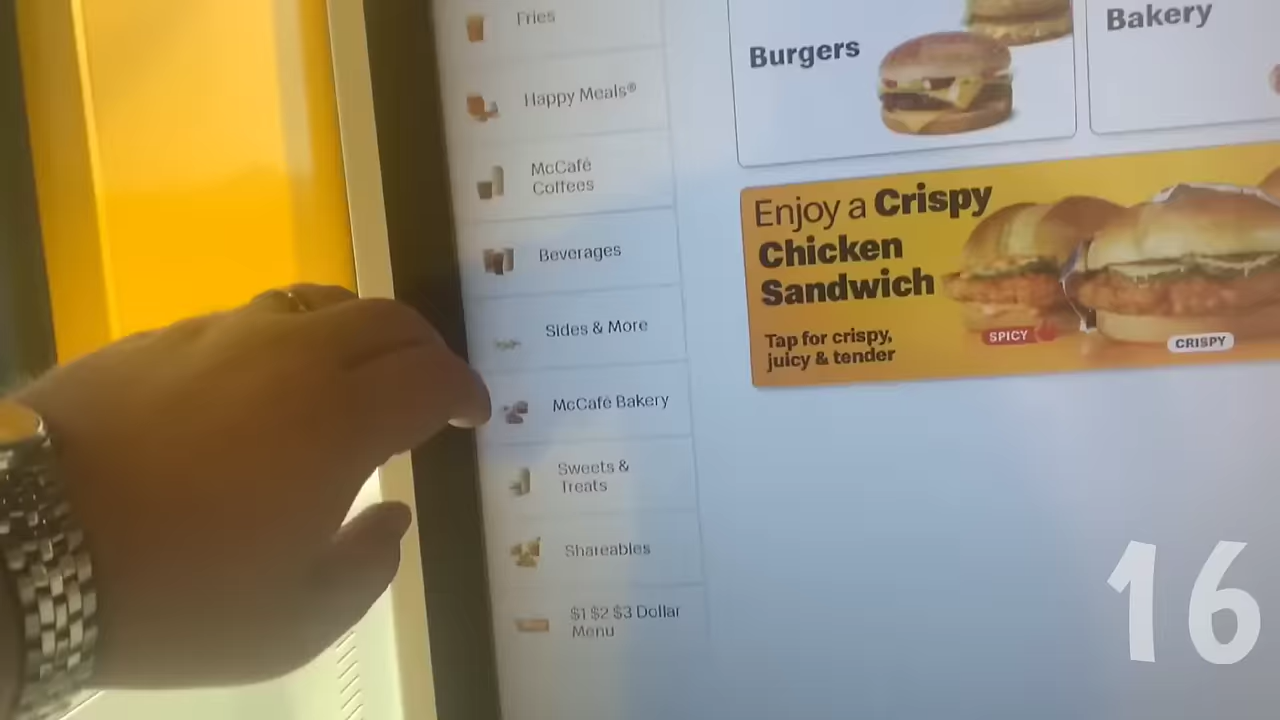 Fries
Happy Meals®
McCafé
Coffees
Beverages
Sides & More
McCafé Bakery
Sweets &
Treats
Shareables
$1 $2 $3 Dollar
Menu
Burgers
Bakery
Enjoy a Crispy
Chicken
Sandwich
Tap for crispy,
juicy & tender
SPICY
CRISPY
16